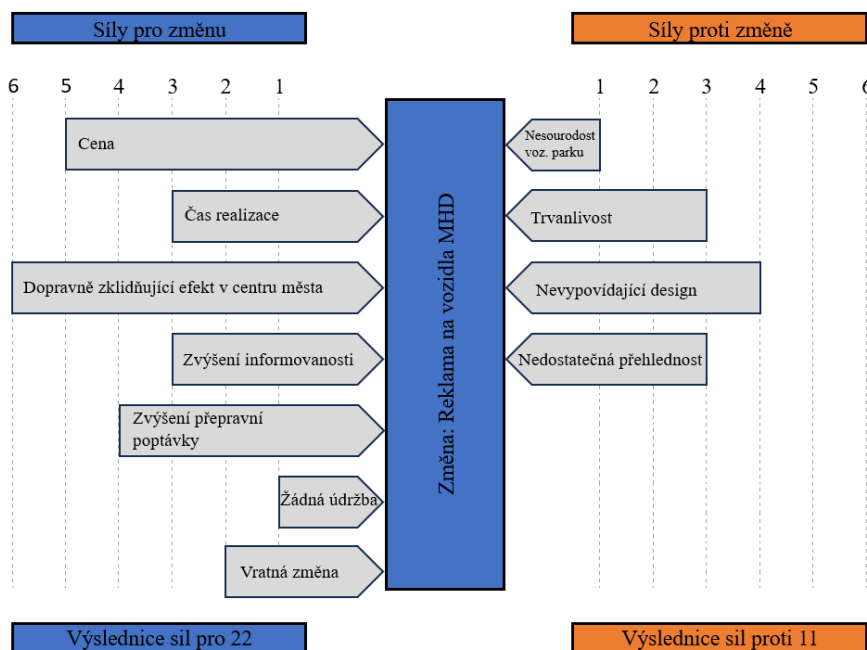 Síly pro změnu
Síly proti změně
6 5 4 3 2 1
1 2 3 4 5 6
Cena
Čas realizace
Dopravně zklidňující efekt v centru města
Zvýšení informovanosti
Zvýšení přepravní
poptávky
Žádná údržba
Vratná změna
Změna: Reklama na vozidla MHD
Nesourodost
voz. parku
Trvanlivost
Nevypovídající design
Nedostatečná přehlednost
Výslednice sil pro 22
Výslednice sil proti 11